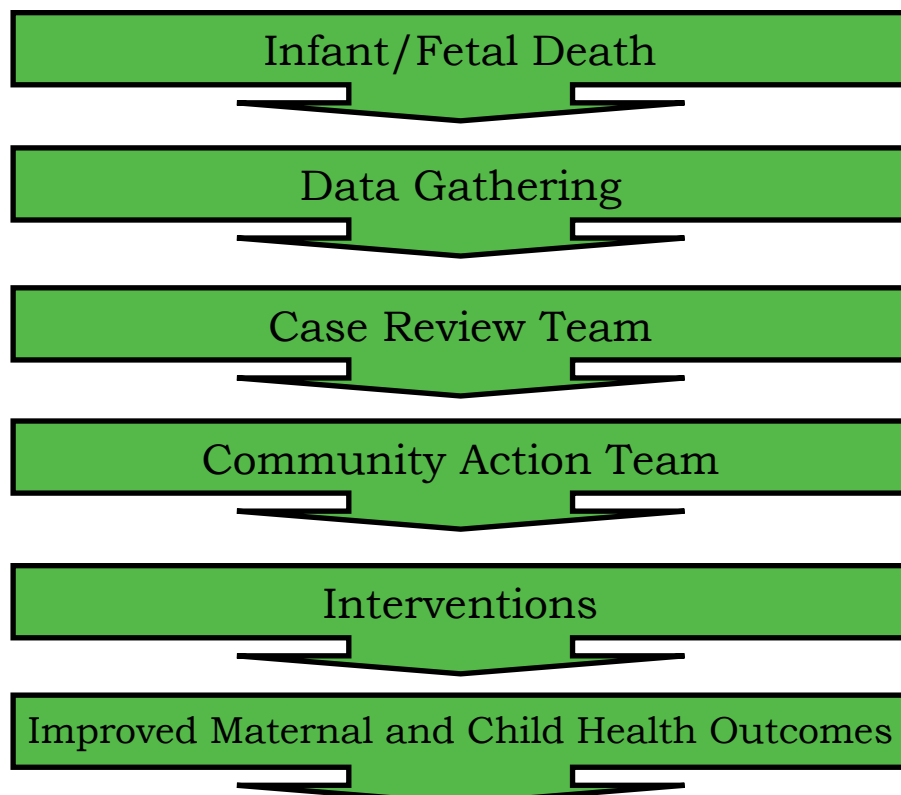 Infant/Fetal Death
Data Gathering
Case Review Team
Community Action Team
Interventions
Improved Maternal and Child Health Outcomes